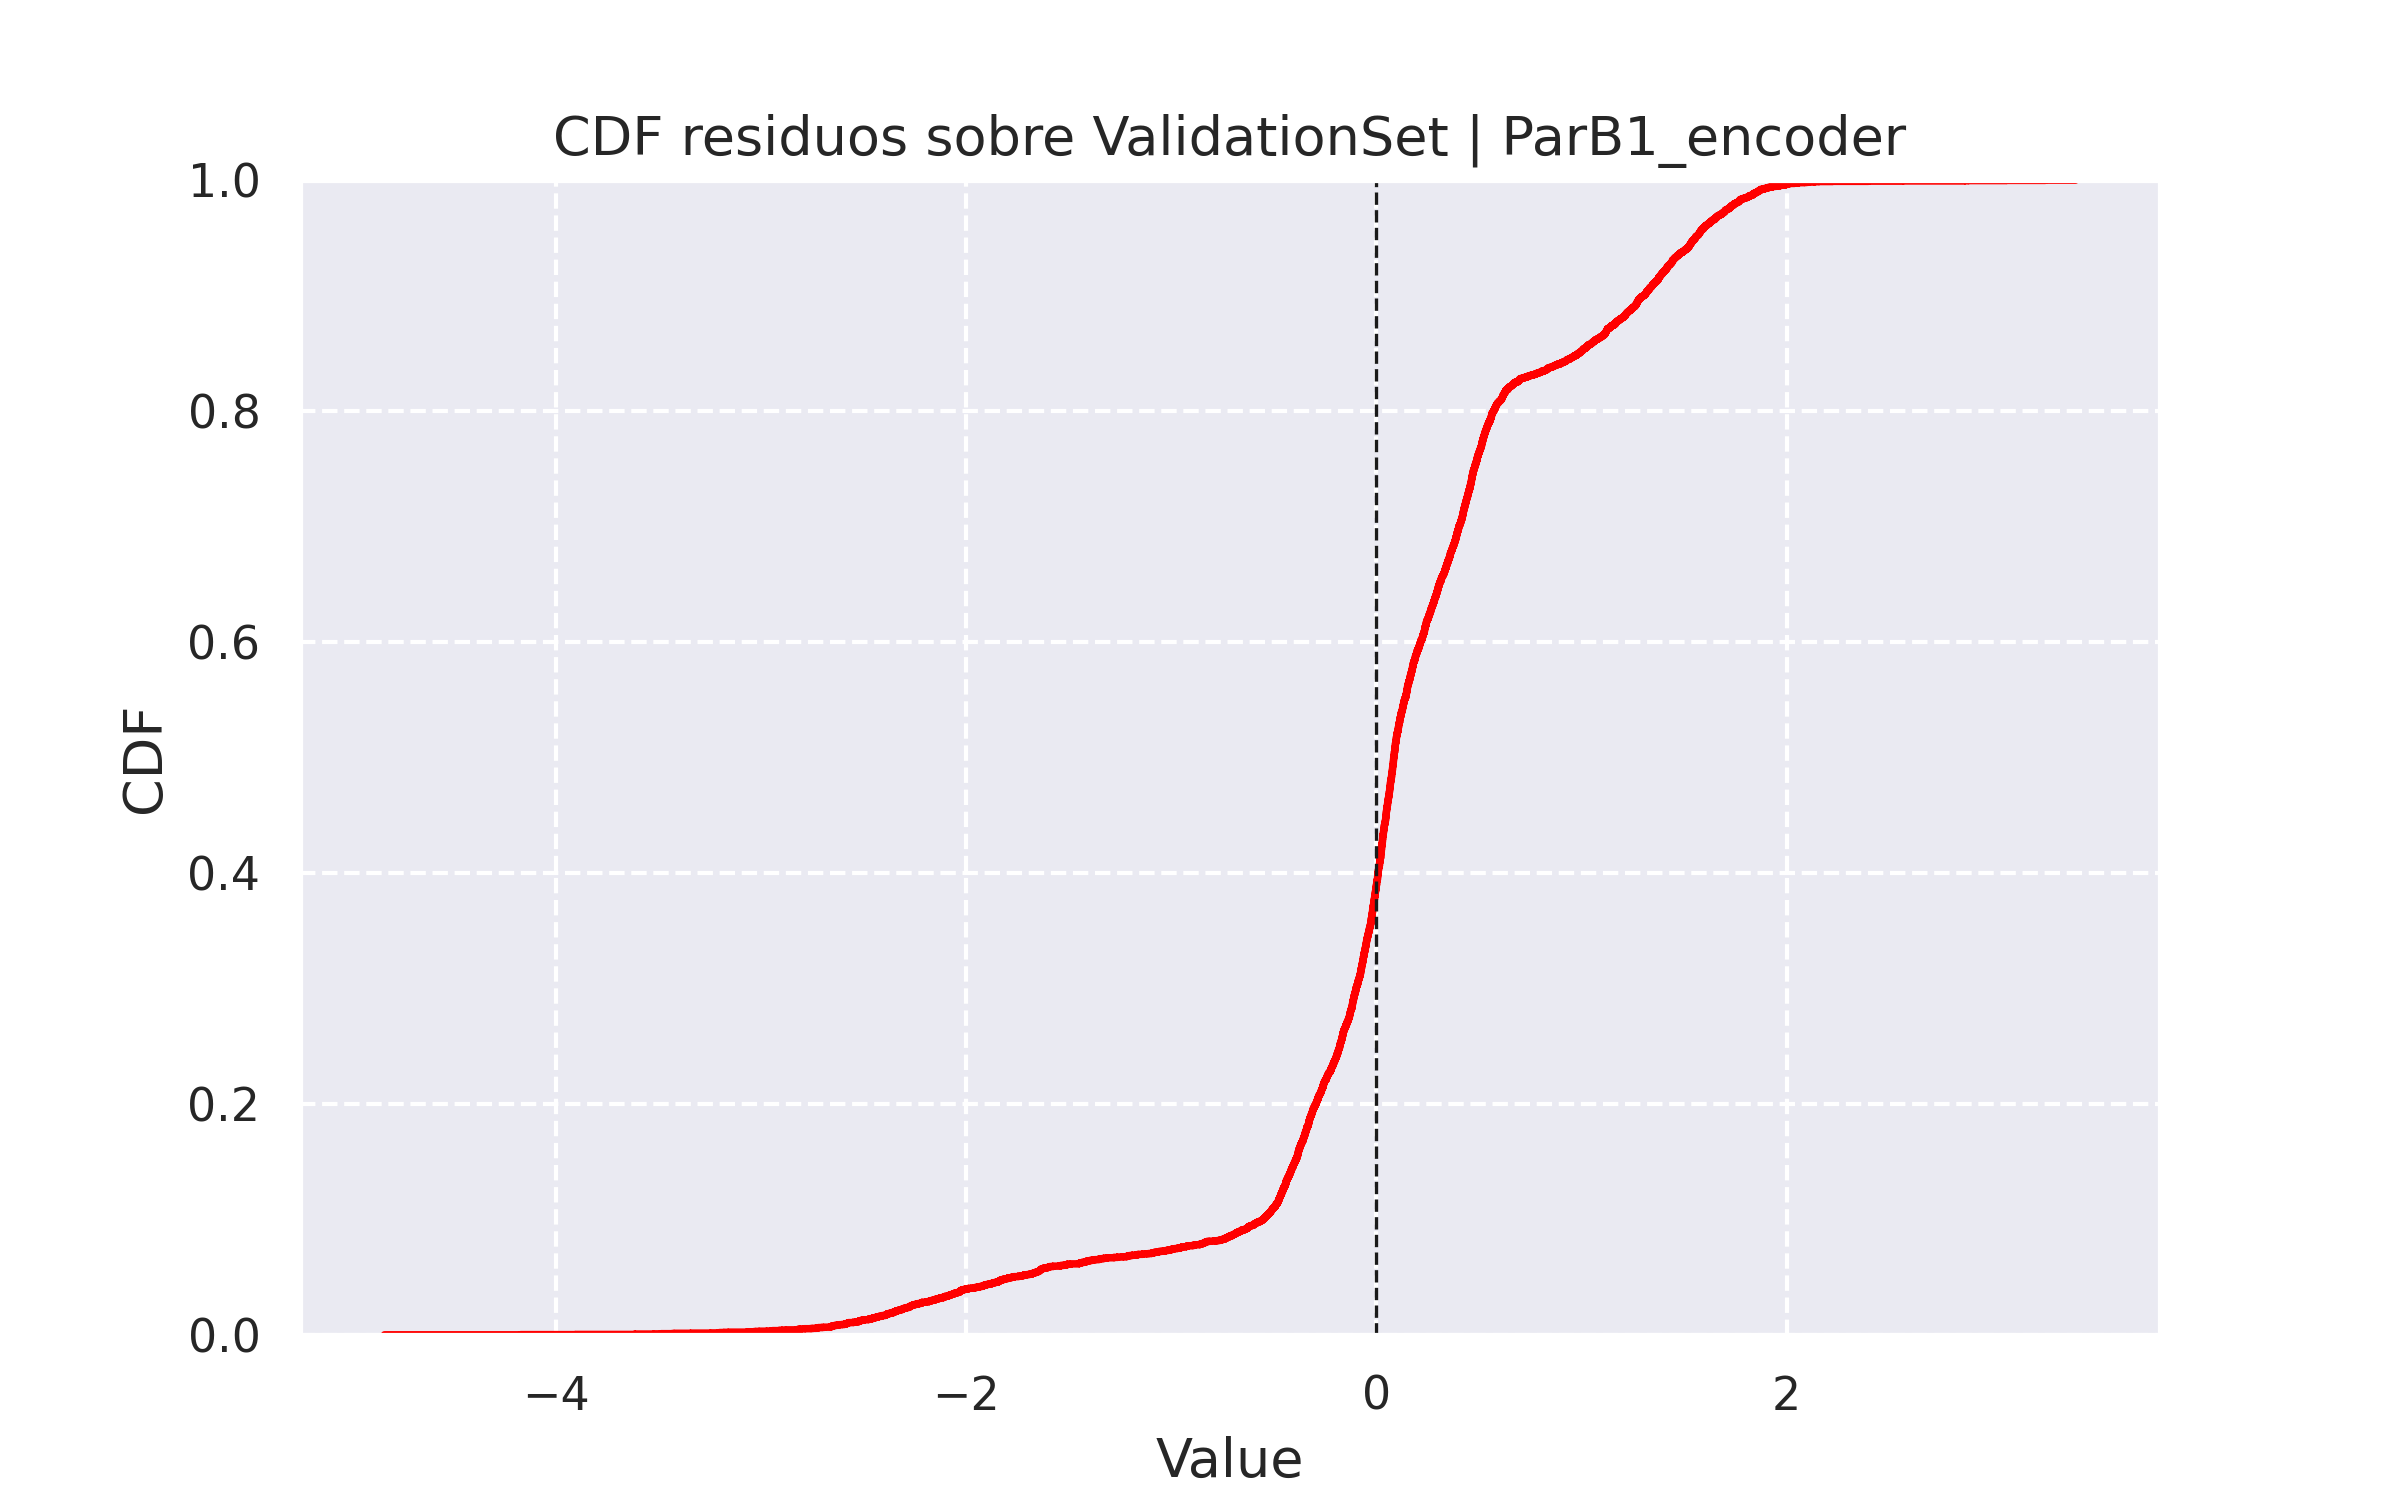 CDF residuos sobre ValidationSet | ParB1_encoder
1.0
0.8
0.6
0.4
0.2
0.0
CDF
−4 −2 0 2
Value